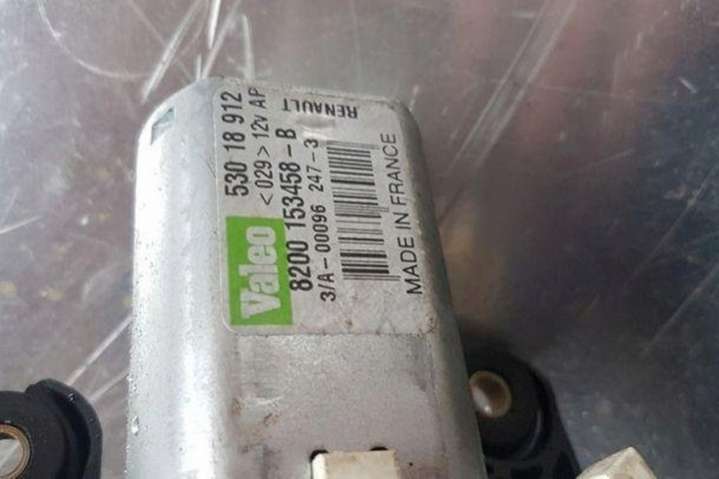 Valeo 530 18 912
< 029 > 12v AP
8200 153458 - B
3/A - 00096 247 - 3
MADE IN FRANCE
RENAULT